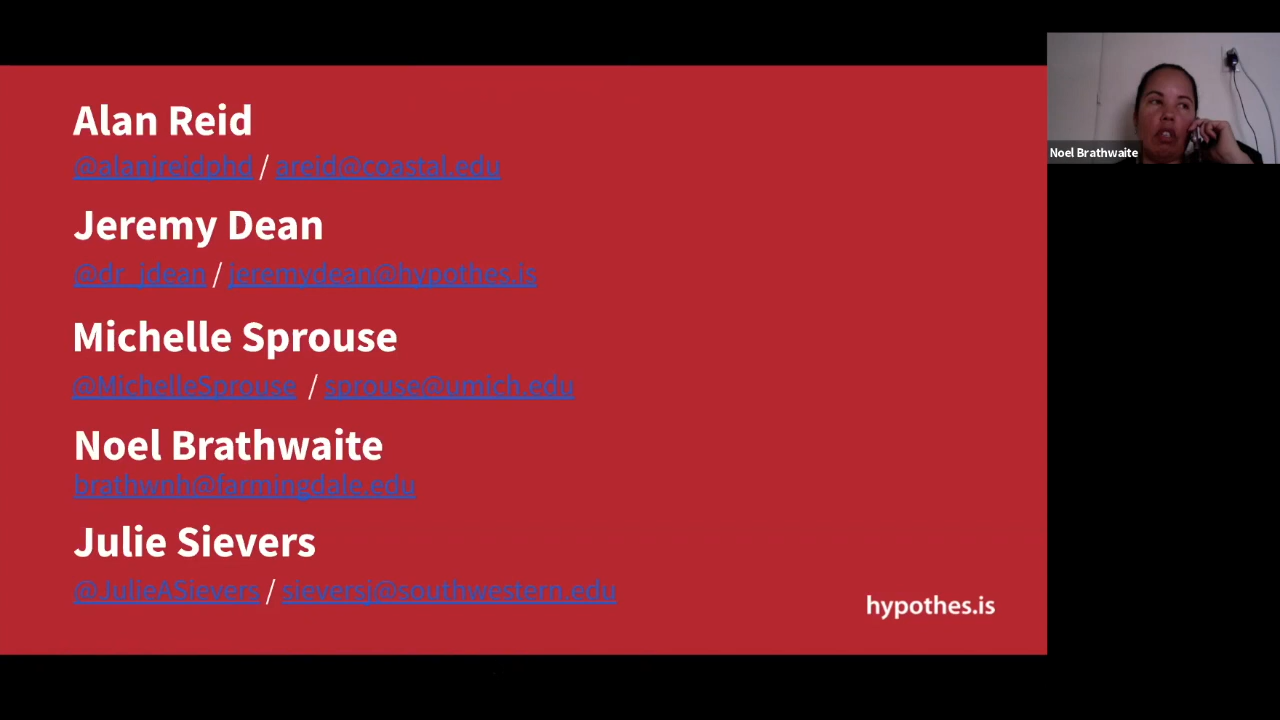 Alan Reid
@alanjreidphd / areid@coastal.edu
Jeremy Dean
@dr_jdean / jeremydean@hypothes.is
Michelle Sprouse
@MichelleSprouse / sprouse@umich.edu
Noel Brathwaite
brathwnh@farmingdale.edu
Julie Sievers
@JulieASievers / sieversj@southwestern.edu
hypothes.is
Noel Brathwaite